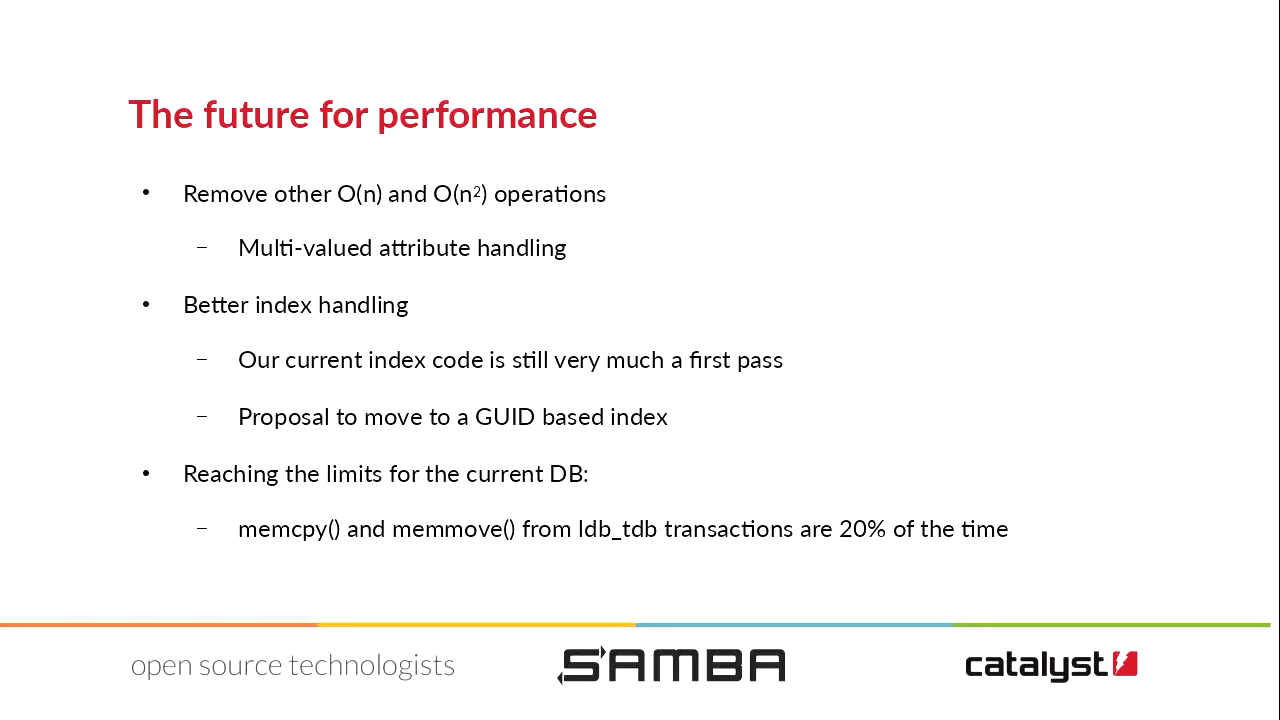 The future for performance
• Remove other O(n) and O(n²) operations
– Multi-valued attribute handling
• Better index handling
– Our current index code is still very much a first pass
– Proposal to move to a GUID based index
• Reaching the limits for the current DB:
– memcpy() and memmove() from ldb_tdb transactions are 20% of the time
open source technologists
SAMBA
catalyst